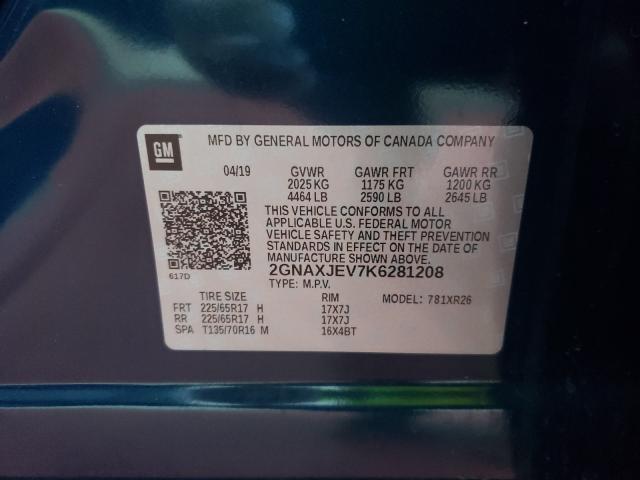 MFD BY GENERAL MOTORS OF CANADA COMPANY
GM
04/19 GVWR GAWR FRT GAWR RR
2025 KG 1175 KG 1200 KG
4464 LB 2590 LB 2645 LB
THIS VEHICLE CONFORMS TO ALL
APPLICABLE U.S. FEDERAL MOTOR
VEHICLE SAFETY AND THEFT PREVENTION
STANDARDS IN EFFECT ON THE DATE
OF MANUFACTURE SHOWN ABOVE.
2GNAXJEV7K6281208
617D
TYPE: M.P.V.
TIRE SIZE RIM MODEL: 781XR26
FRT 225/65R17 H 17X7J
RR 225/65R17 H 17X7J
SPA T135/70R16 M 16X4BT